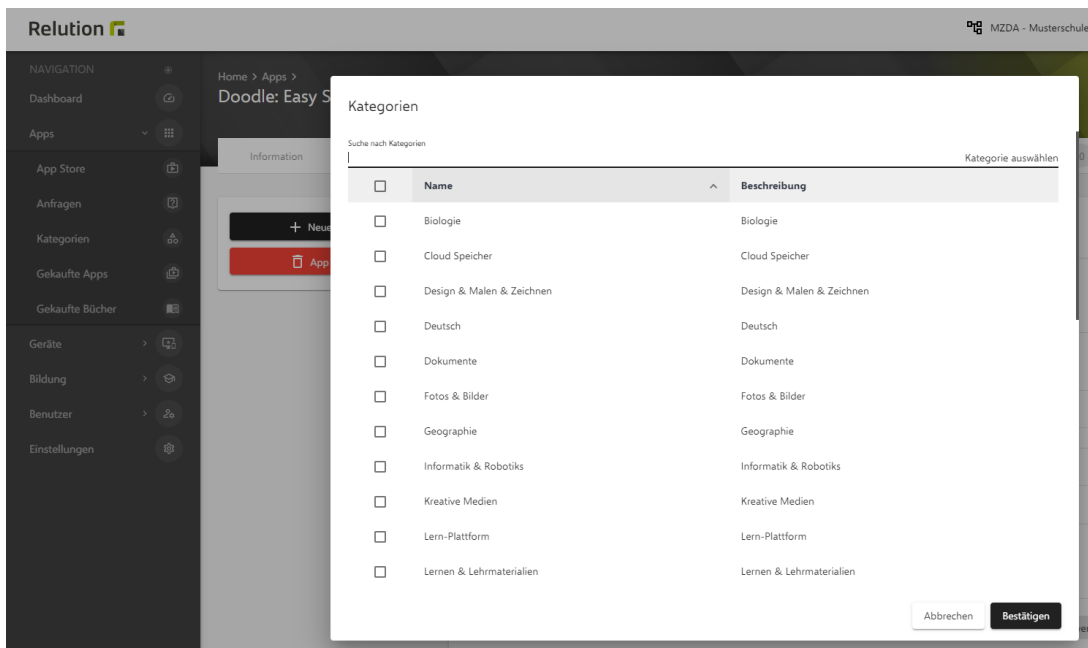 Relution
MZDA - Musterschule
NAVIGATION
Dashboard
Apps
App Store
Anfragen
Kategorien
Gekaufte Apps
Gekaufte Bücher
Geräte
Bildung
Benutzer
Einstellungen
Home > Apps >
Doodle: Easy S
Information
+ Neue
App
Kategorien
Suche nach Kategorien
Kategorie auswählen
Name Beschreibung
Biologie Biologie
Cloud Speicher Cloud Speicher
Design & Malen & Zeichnen Design & Malen & Zeichnen
Deutsch Deutsch
Dokumente Dokumente
Fotos & Bilder Fotos & Bilder
Geographie Geographie
Informatik & Robotiks Informatik & Robotiks
Kreative Medien Kreative Medien
Lern-Plattform Lern-Plattform
Lernen & Lehrmaterialien Lernen & Lehrmaterialien
Abbrechen Bestätigen